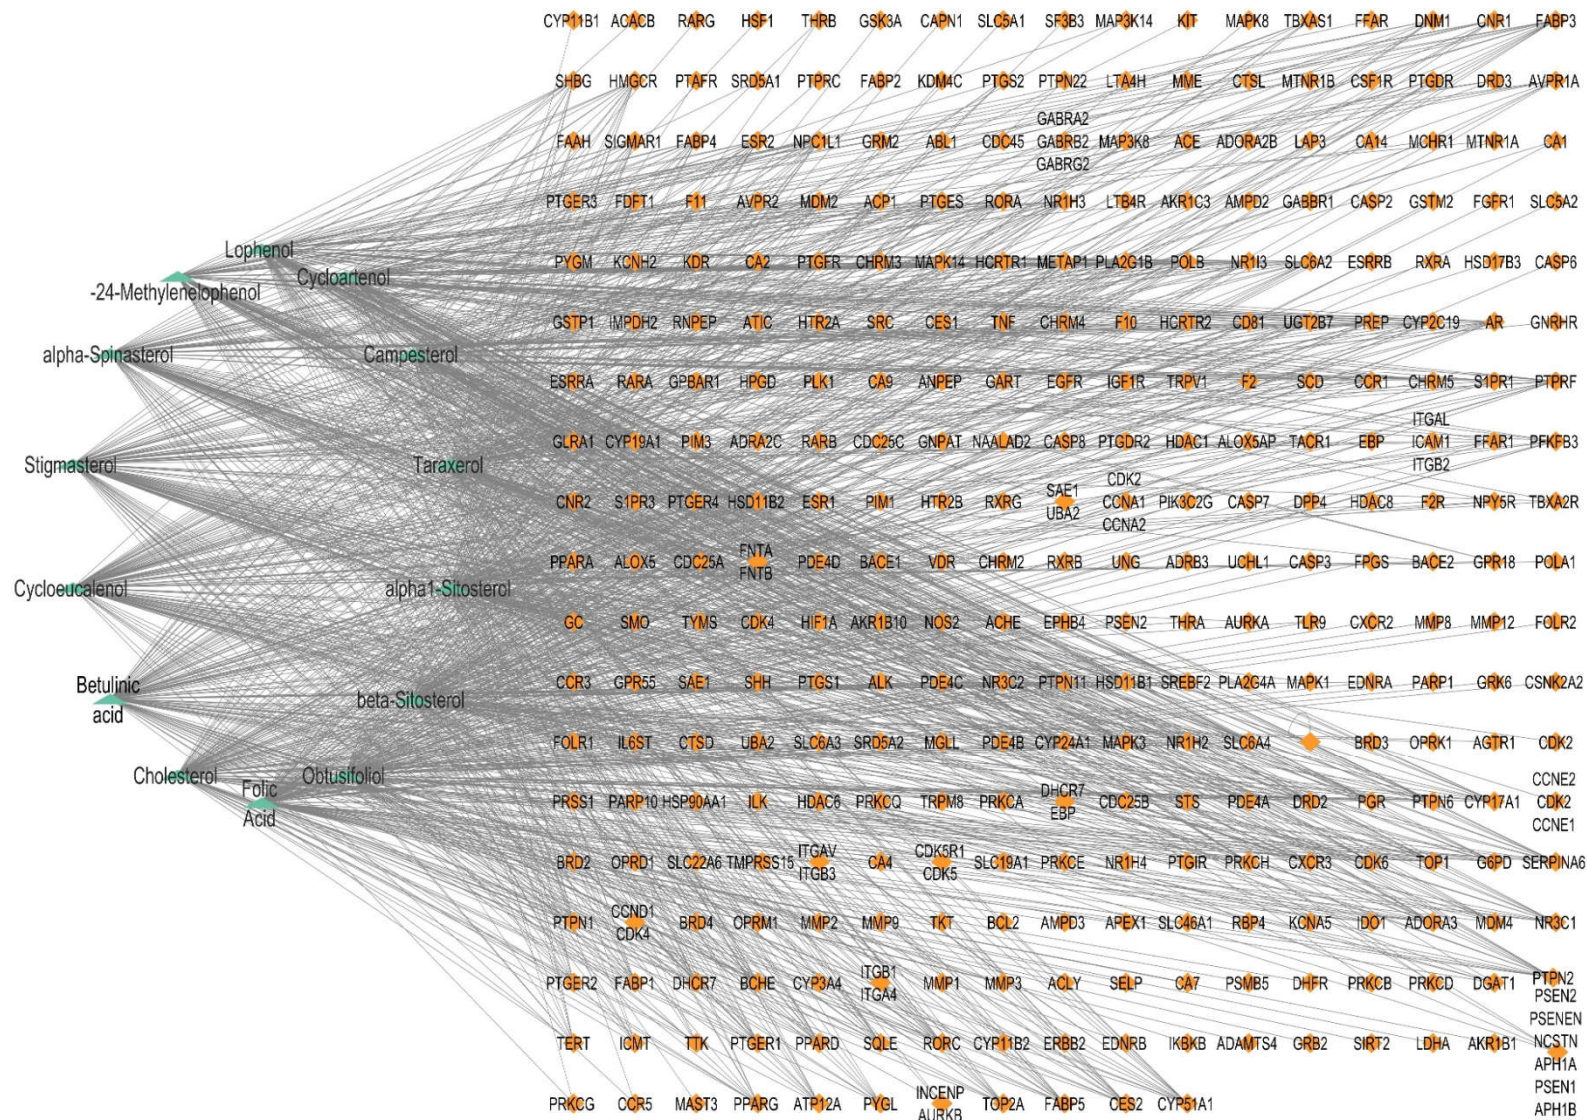 CYP11B1 ACACB RARG HSF1 THRB GSK3A CAPN1 SLC5A1 SF3B3 MAP3K14 KIT MAPK8 TBXAS1 FFAR DNM1 CNR1 FABP3
SHBG HMGCR PTAFR SRD5A1 PTPRC FABP2 KDM4C PTGS2 PTPN22 LTA4H MME CTSL MTNR1B CSF1R PTGDR DRD3 AVPR1A
GABRA2
FAAH SIGMAR1 FABP4 ESR2 NPC1L1 GRM2 ABL1 CDC45 GABRB2 MAP3K8 ACE ADORA2B LAP3 CA14 MCHR1 MTNR1A CA1
GABRG2
PTGER3 FDFT1 F11 AVPR2 MDM2 ACP1 PTGES RORA NR1H3 LTB4R AKR1C3 AMPD2 GABBR1 CASP2 GSTM2 FGFR1 SLC5A2
Lophenol
Cycloartenol
-24-Methylenelophenol
PYGM KCNH2 KDR CA2 PTGFR CHRM3 MAPK14 HCRTR1 METAP1 PLA2G1B POLB NR1I3 SLC6A2 ESRRB RXRA HSD17B3 CASP6
GSTP1 IMPDH2 RNPEP ATIC HTR2A SRC CES1 TNF CHRM4 F10 HCRTR2 CD81 UGT2B7 PREP CYP2C19 AR GNRHR
alpha-Spinasterol Campesterol
ESRRA RARA GPBAR1 HPGD PLK1 CA9 ANPEP GART EGFR IGF1R TRPV1 F2 SCD CCR1 CHRM5 S1PR1 PTPRF
ITGAL
GLRA1 CYP19A1 PIM3 ADRA2C RARB CDC25C GNPAT NAALAD2 CASP8 PTGDR2 HDAC1 ALOX5AP TACR1 EBP ICAM1 FFAR1 PFKFB3
ITGB2
Stigmasterol Taraxerol
CDK2
SAE1
CNR2 S1PR3 PTGER4 HSD11B2 ESR1 PIM1 HTR2B RXRG CCNA1 PIK3C2G CASP7 DPP4 HDAC8 F2R NPY5R TBXA2R
UBA2
CCNA2
FNTA
PPARA ALOX5 CDC25A PDE4D BACE1 VDR CHRM2 RXRB UNG ADRB3 UCHL1 CASP3 FPGS BACE2 GPR18 POLA1
FNTB
Cycloeucalenol alpha1-Sitosterol
GC SMO TYMS CDK4 HIF1A AKR1B10 NOS2 ACHE EPHB4 PSEN2 THRA AURKA TLR9 CXCR2 MMP8 MMP12 FOLR2
CCR3 GPR55 SAE1 SHH PTGS1 ALK PDE4C NR3C2 PTPN11 HSD11B1 SREBF2 PLA2G4A MAPK1 EDNRA PARP1 GRK6 CSNK2A2
Betulinic
acid
beta-Sitosterol
FOLR1 IL6ST CTSD UBA2 SLC6A3 SRD5A2 MGLL PDE4B CYP24A1 MAPK3 NR1H2 SLC6A4 BRD3 OPRK1 AGTR1 CDK2
Cholesterol Obtusifoliol
Folic
Acid
CCNE2
DHCR7
PRSS1 PARP10 HSP90AA1 ILK HDAC6 PRKCQ TRPM8 PRKCA CDC25B STS PDE4A DRD2 PGR PTPN6 CYP17A1 CDK2
EBP
CCNE1
ITGAV CDK5R1
BRD2 OPRD1 SLC22A6 TMPRSS15 CA4 SLC19A1 PRKCE NR1H4 PTGIR PRKCH CXCR3 CDK6 TOP1 G6PD SERPINA6
ITGB3 CDK5
CCND1
PTPN1 BRD4 OPRM1 MMP2 MMP9 TKT BCL2 AMPD3 APEX1 SLC46A1 RBP4 KCNA5 IDO1 ADORA3 MDM4 NR3C1
CDK4
ITGB1
PTGER2 FABP1 DHCR7 BCHE CYP3A4 MMP1 MMP3 ACLY SELP CA7 PSMB5 DHFR PRKCB PRKCD DGAT1 PTPN2
ITGA4
PSEN2
PSENEN
TERT ICMT TTK PTGER1 PPARD SQLE RORC CYP11B2 ERBB2 EDNRB IKBKB ADAMTS4 GRB2 SIRT2 LDHA AKR1B1 NCSTN
APH1A
PSEN1
APH1B
INCENP
PRKCG CCR5 MAST3 PPARG ATP12A PYGL TOP2A FABP5 CES2 CYP51A1
AURKB